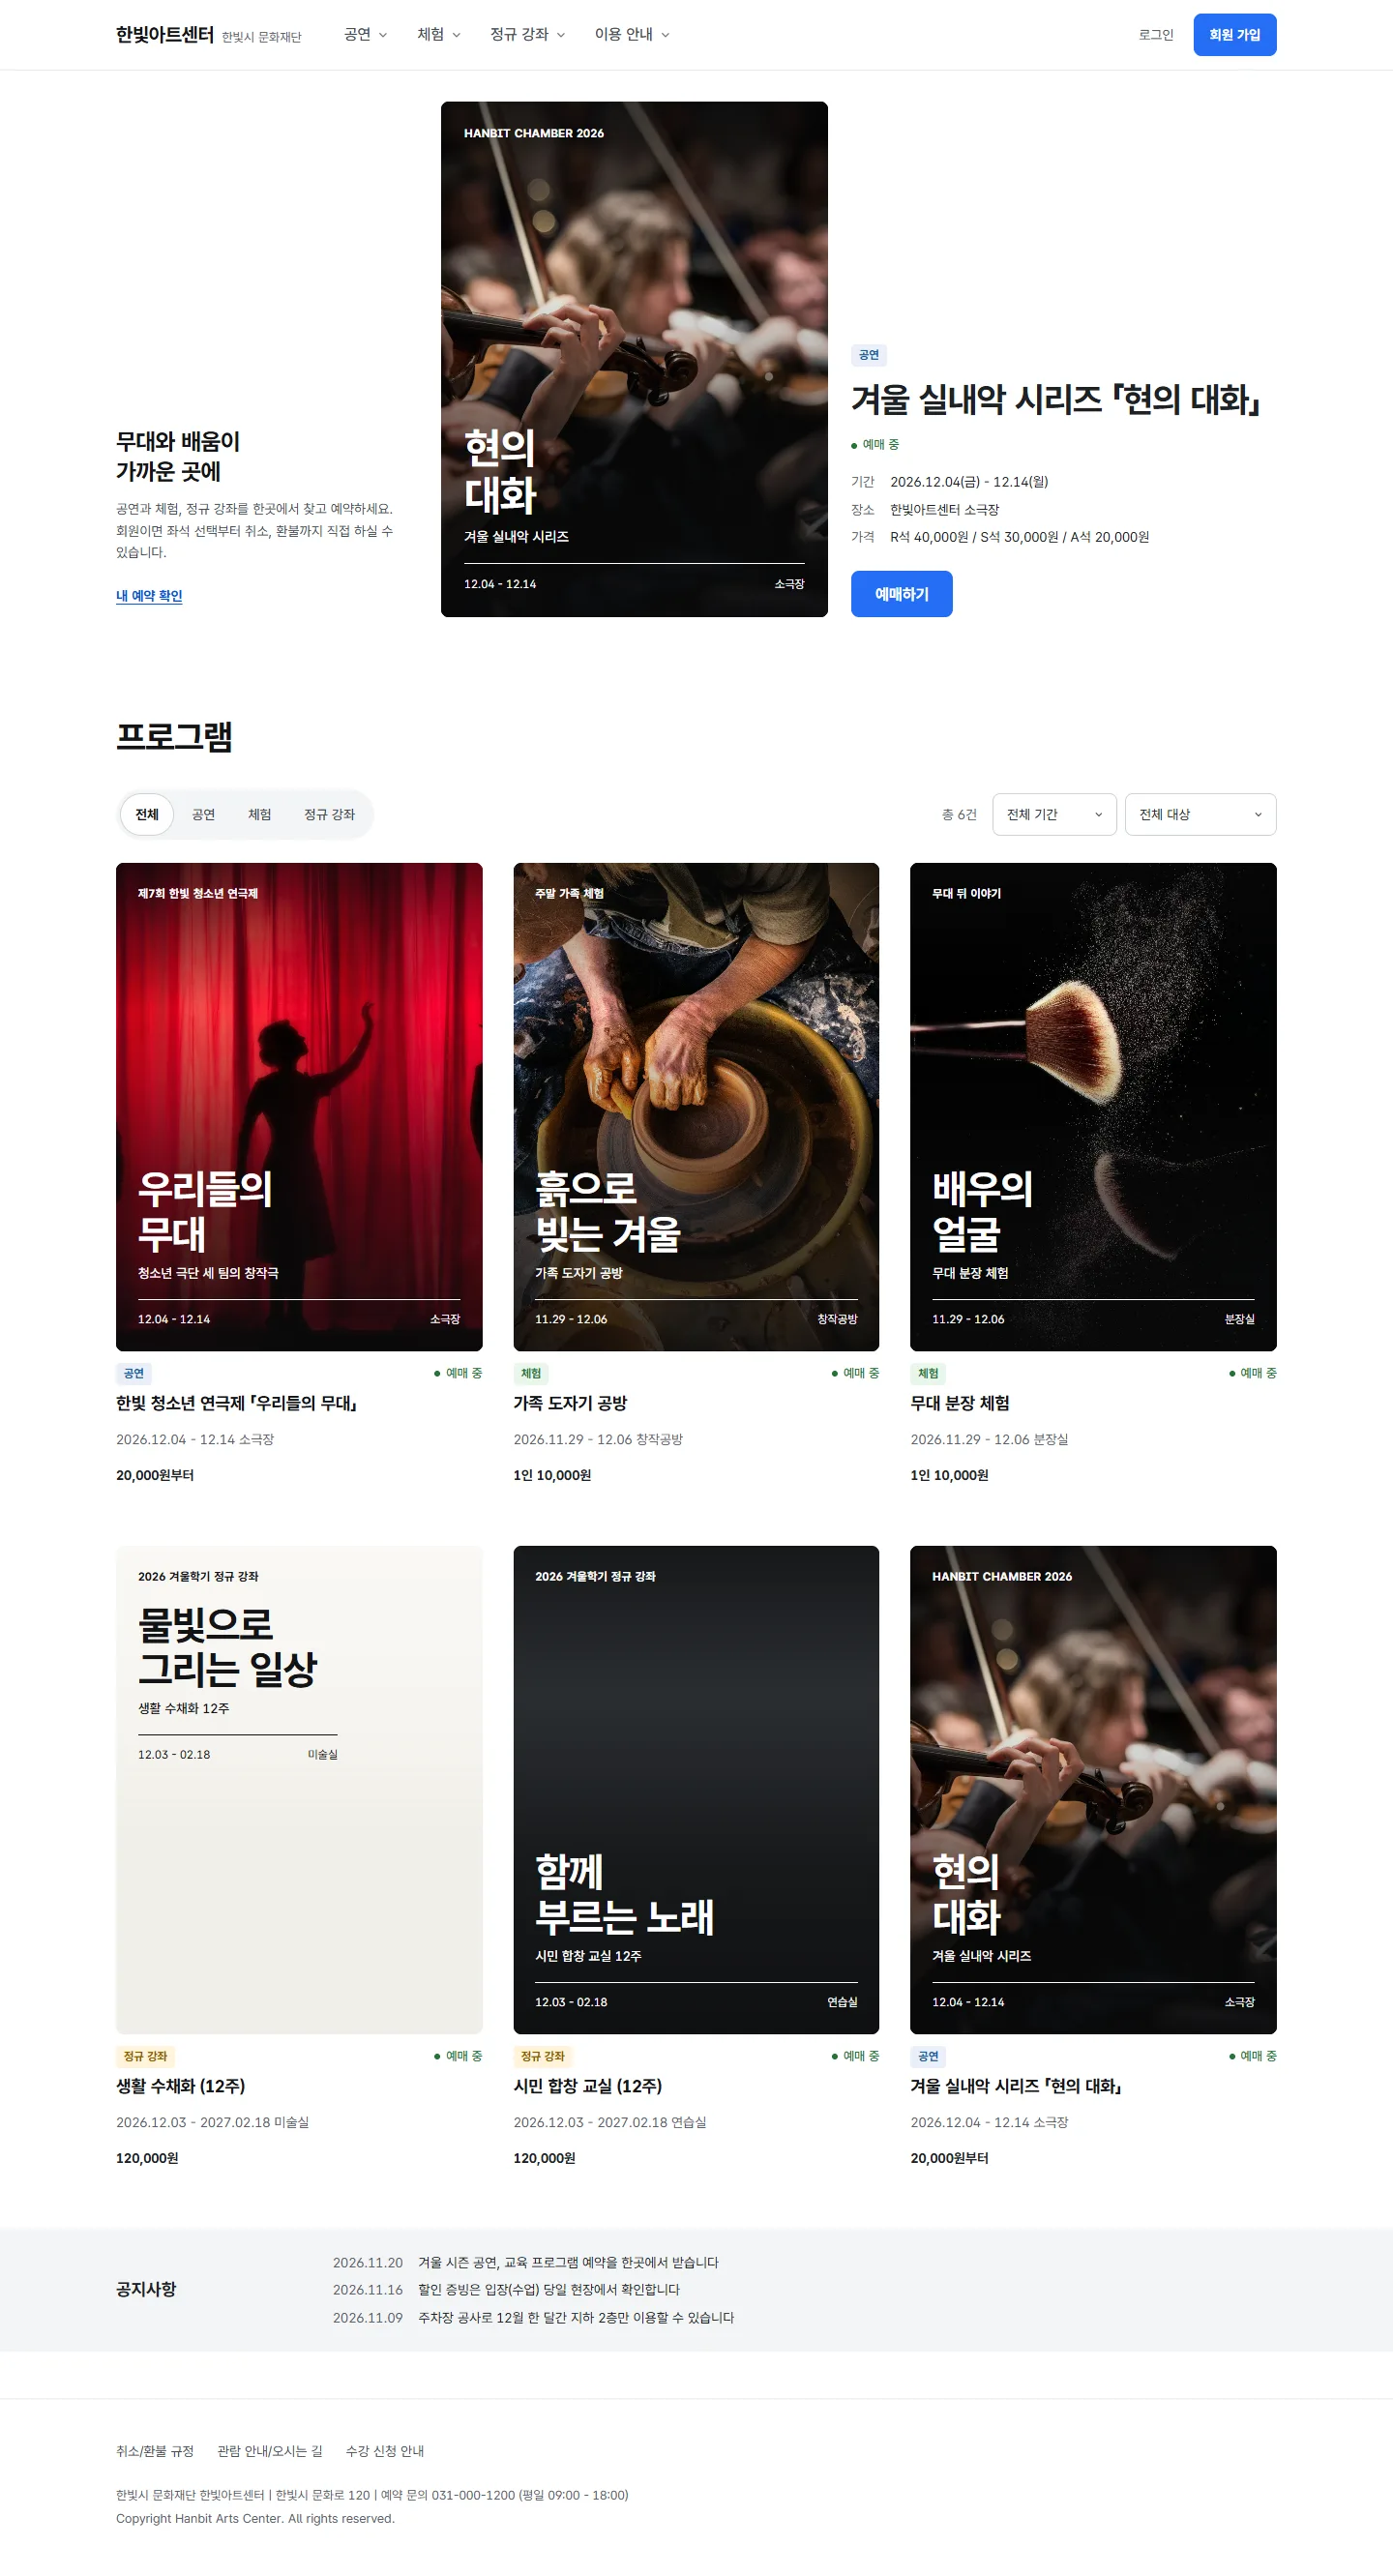 한빛아트센터 한빛시 문화재단 공연 체험 정규 강좌 이용 안내 로그인 회원 가입
무대와 배움이
가까운 곳에
공연과 체험, 정규 강좌를 한곳에서 찾고 예약하세요.
회원이면 좌석 선택부터 취소, 환불까지 직접 하실 수
있습니다.
내 예약 확인
HANBIT CHAMBER 2026
현의
대화
겨울 실내악 시리즈
12.04 - 12.14 소극장
공연
겨울 실내악 시리즈 「현의 대화」
예매 중
기간 2026.12.04(금) - 12.14(월)
장소 한빛아트센터 소극장
가격 R석 40,000원 / S석 30,000원 / A석 20,000원
예매하기
프로그램
전체 공연 체험 정규 강좌 총 6건 전체 기간 전체 대상
제7회 한빛 청소년 연극제
우리들의
무대
청소년 극단 세 팀의 창작극
12.04 - 12.14 소극장
공연 예매 중
한빛 청소년 연극제 「우리들의 무대」
2026.12.04 - 12.14 소극장
20,000원부터
주말 가족 체험
흙으로
빚는 겨울
가족 도자기 공방
11.29 - 12.06 창작공방
체험 예매 중
가족 도자기 공방
2026.11.29 - 12.06 창작공방
1인 10,000원
무대 뒤 이야기
배우의
얼굴
무대 분장 체험
11.29 - 12.06 분장실
체험 예매 중
무대 분장 체험
2026.11.29 - 12.06 분장실
1인 10,000원
2026 겨울학기 정규 강좌
물빛으로
그리는 일상
생활 수채화 12주
12.03 - 02.18 미술실
정규 강좌 예매 중
생활 수채화 (12주)
2026.12.03 - 2027.02.18 미술실
120,000원
2026 겨울학기 정규 강좌
함께
부르는 노래
시민 합창 교실 12주
12.03 - 02.18 연습실
정규 강좌 예매 중
시민 합창 교실 (12주)
2026.12.03 - 2027.02.18 연습실
120,000원
HANBIT CHAMBER 2026
현의
대화
겨울 실내악 시리즈
12.04 - 12.14 소극장
공연 예매 중
겨울 실내악 시리즈 「현의 대화」
2026.12.04 - 12.14 소극장
20,000원부터
공지사항
2026.11.20 겨울 시즌 공연, 교육 프로그램 예약을 한곳에서 받습니다
2026.11.16 할인 증빙은 입장(수업) 당일 현장에서 확인합니다
2026.11.09 주차장 공사로 12월 한 달간 지하 2층만 이용할 수 있습니다
취소/환불 규정 관람 안내/오시는 길 수강 신청 안내
한빛시 문화재단 한빛아트센터 | 한빛시 문화로 120 | 예약 문의 031-000-1200 (평일 09:00 - 18:00)
Copyright Hanbit Arts Center. All rights reserved.